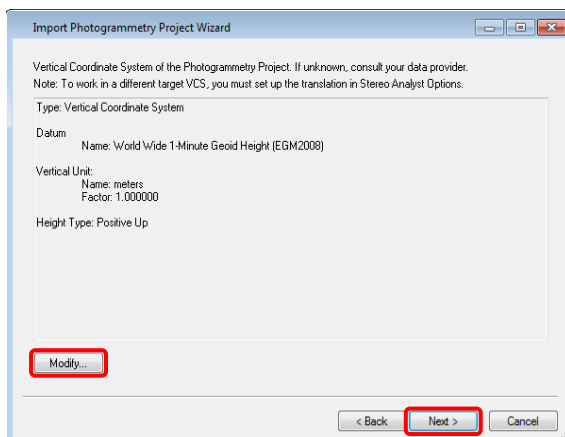 Import Photogrammetry Project Wizard
Vertical Coordinate System of the Photogrammetry Project. If unknown, consult your data provider.
Note: To work in a different target VCS, you must set up the translation in Stereo Analyst Options.
Type: Vertical Coordinate System
Datum
Name: World Wide 1-Minute Geoid Height (EGM2008)
Vertical Unit:
Name: meters
Factor: 1.000000
Height Type: Positive Up
Modify...
< Back Next > Cancel